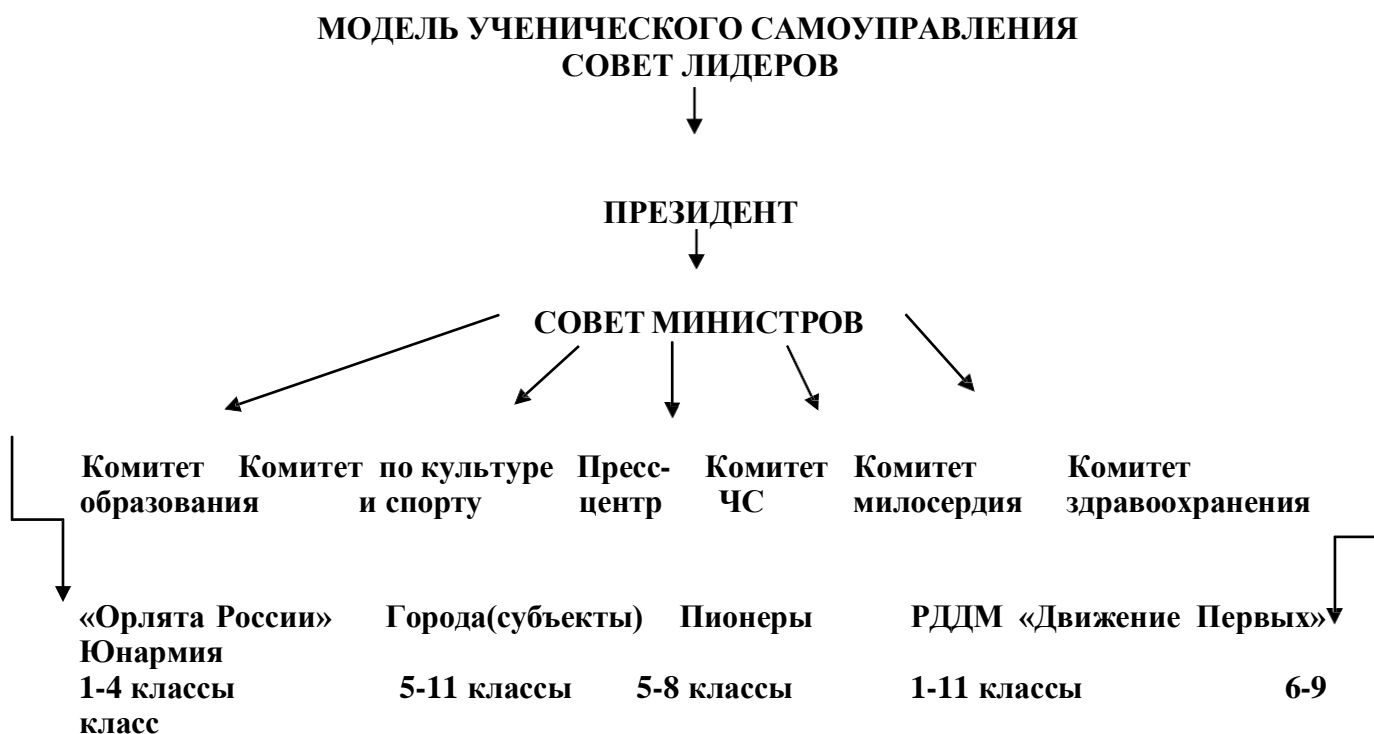 МОДЕЛЬ УЧЕНИЧЕСКОГО САМОУПРАВЛЕНИЯ
СОВЕТ ЛИДЕРОВ
ПРЕЗИДЕНТ
СОВЕТ МИНИСТРОВ
Комитет Комитет по культуре Пресс- Комитет Комитет Комитет
образования и спорту центр ЧС милосердия здравоохранения
«Орлята России» Города(субъекты) Пионеры РДДМ «Движение Первых»
Юнармия
1-4 классы 5-11 классы 5-8 классы 1-11 классы 6-9
класс